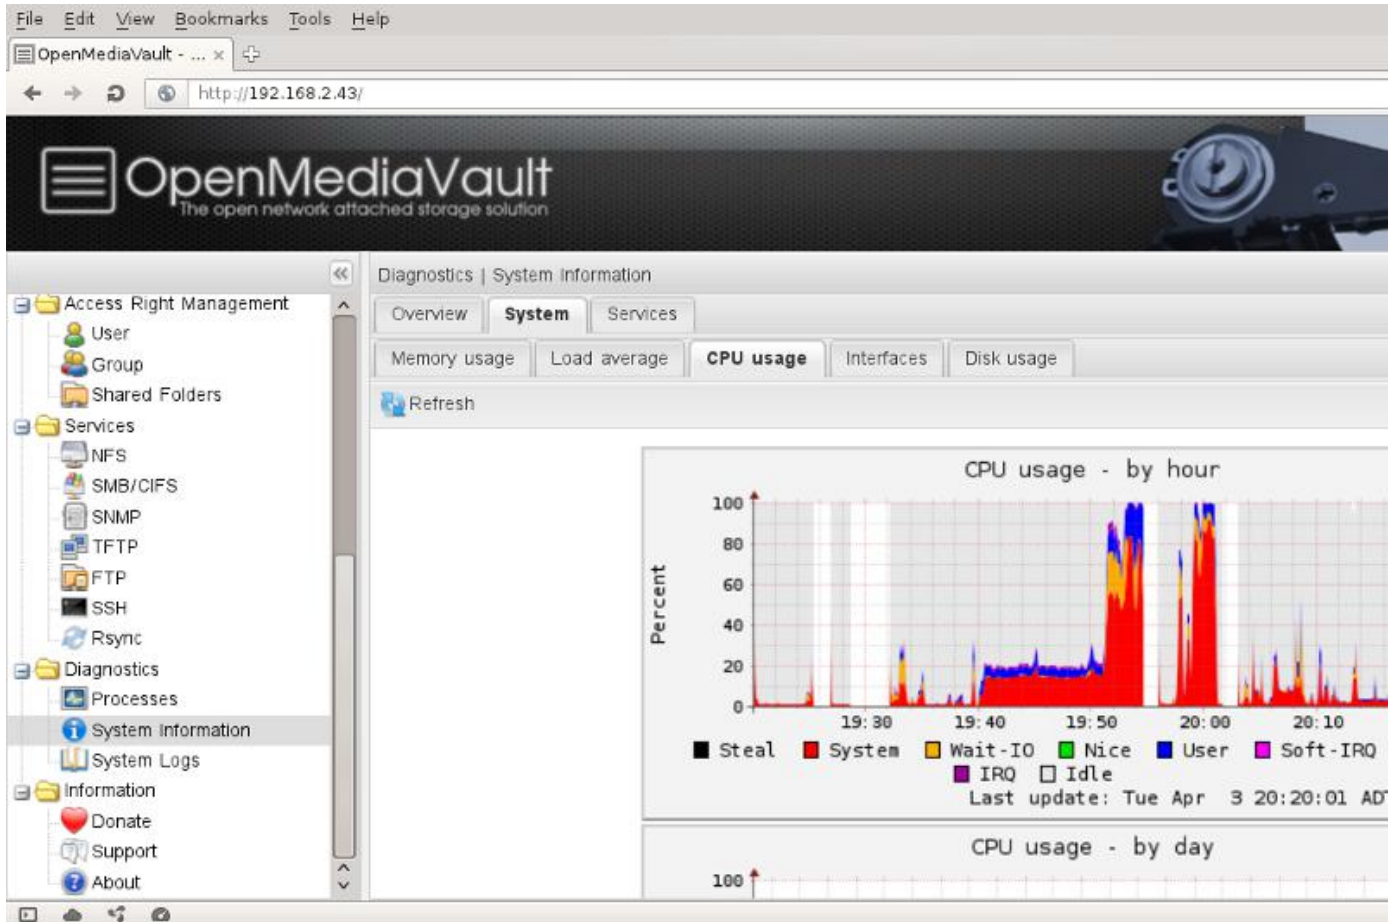 File Edit View Bookmarks Tools Help
OpenMediaVault - ...
http://192.168.2.43/
OpenMediaVault
The open network attached storage solution
Diagnostics | System Information
Overview System Services
Memory usage Load average CPU usage Interfaces Disk usage
Refresh
Access Right Management
User
Group
Shared Folders
Services
NFS
SMB/CIFS
SNMP
TFTP
FTP
SSH
Rsync
Diagnostics
Processes
System Information
System Logs
Information
Donate
Support
About
CPU usage - by hour
Percent
100
80
60
40
20
0
19:30 19:40 19:50 20:00 20:10
Steal System Wait-IO Nice User Soft-IRQ
IRQ Idle
Last update: Tue Apr 3 20:20:01 ADT
CPU usage - by day
100